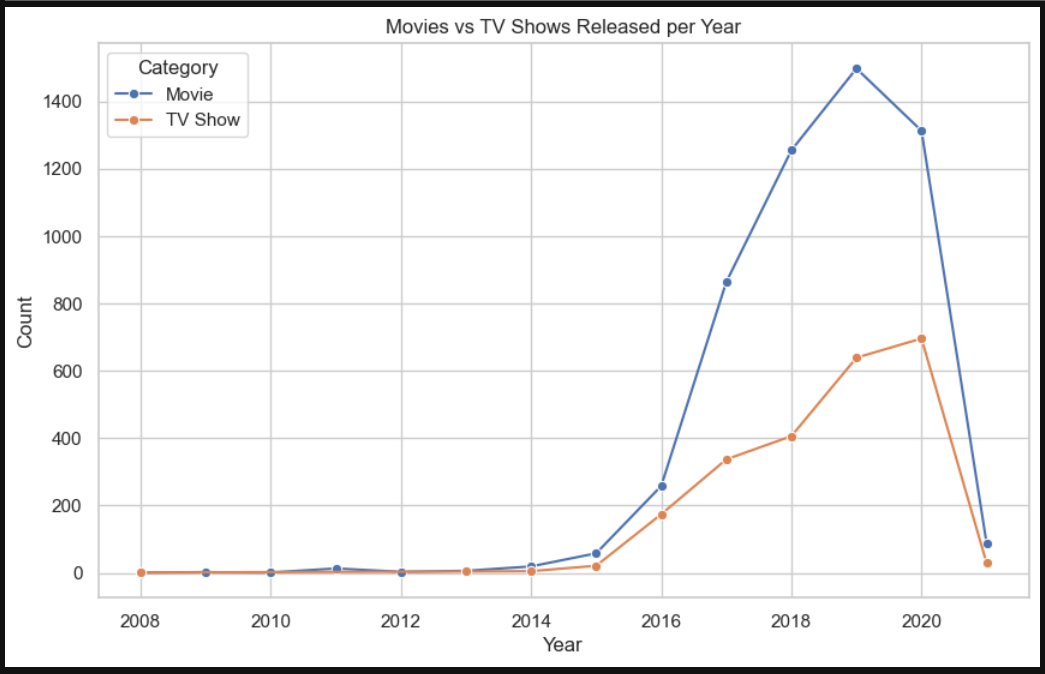 Movies vs TV Shows Released per Year
Category
Movie
TV Show
1400
1200
1000
800
600
400
200
0
Count
2008 2010 2012 2014 2016 2018 2020
Year